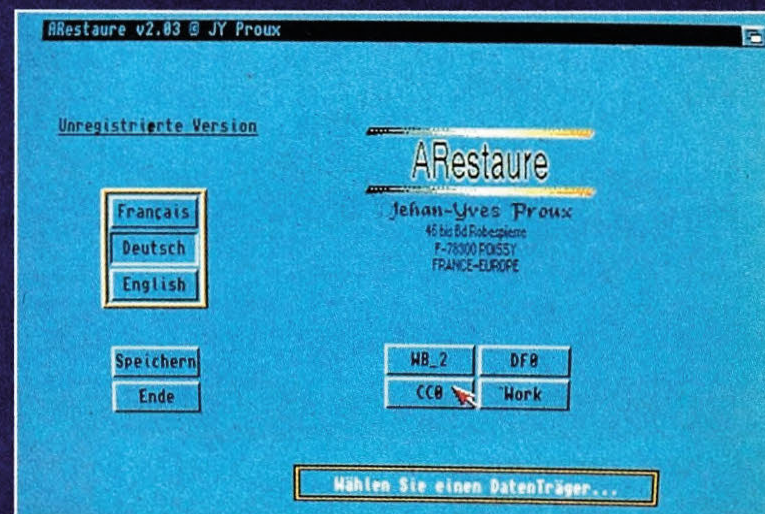 ARestaure v2.03 © JY Proux
Unregistrierte Version
ARestaure
Jehan-Yves Proux
46 bis Bd Robespierre
F-78300 POISSY
FRANCE-EUROPE
Français
Deutsch
English
Speichern
Ende
WB_2
DF0
CC0
Work
Wählen Sie einen DatenTräger...